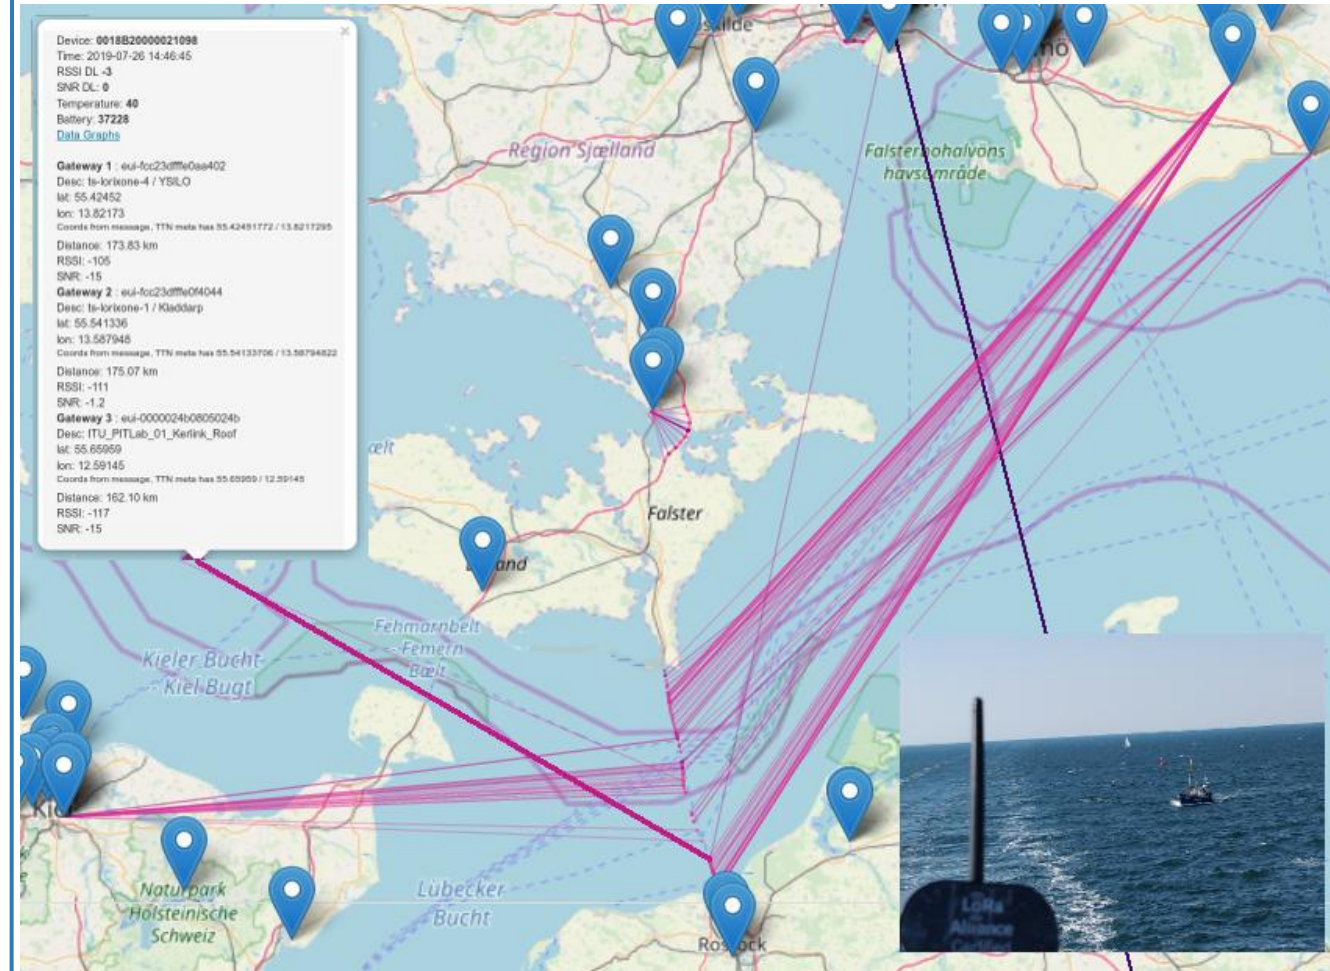 Device: 0018B20000021098
Time: 2019-07-26 14:46:45
RSSI DL -3
SNR DL: 0
Temperature: 40
Battery: 37228
Data Graphs
Gateway 1 : eui-fcc23dfffe0aa402
Desc: ts-lorixone-4 / YSILO
lat: 55.42452
lon: 13.82173
Coords from message, TTN meta has 55.42451772 / 13.8217295
Distance: 173.83 km
RSSI: -105
SNR: -15
Gateway 2 : eui-fcc23dfffe0f4044
Desc: ts-lorixone-1 / Kladdarp
lat: 55.541336
lon: 13.587948
Coords from message, TTN meta has 55.54133706 / 13.58794822
Distance: 175.07 km
RSSI: -111
SNR: -1.2
Gateway 3 : eui-0000024b0805024b
Desc: ITU_PITLab_01_Kerlink_Roof
lat: 55.65959
lon: 12.59145
Coords from message, TTN meta has 55.65959 / 12.59145
Distance: 162.10 km
RSSI: -117
SNR: -15
Region Sjælland
Falsterbohalvöns
havsområde
Falster
Fehmarnbelt
- Femern
Bælt
Kieler Bucht
- Kiel Bugt
Naturpark
Holsteinische
Schweiz
Lübecker
Bucht
LoRa
Alliance